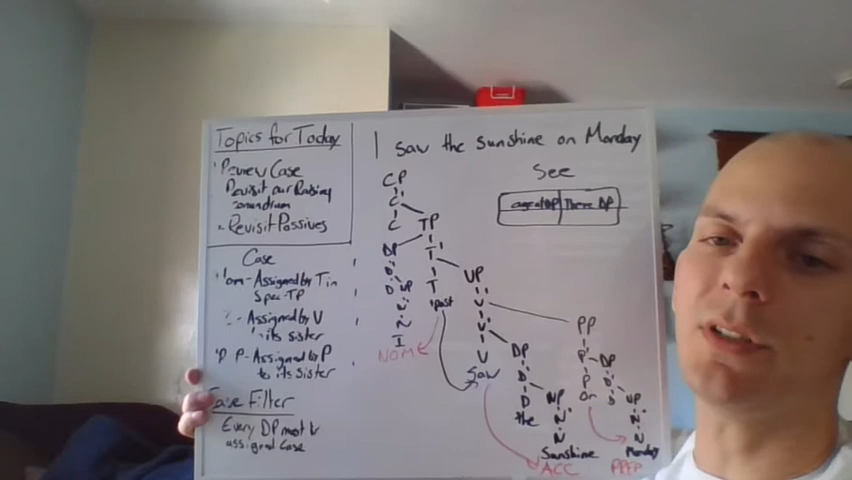 Topics for Today
Review Case
Revisit our Raising
conundrum
Revisit Passives
Case
om - Assigned by T in
Spec-TP
- Assigned by V
its sister
P - Assigned by P
to its sister
ase Filter
Every DP must b
assigned Case
I saw the sunshine on Monday
See
agent DP Theme DP
CP
C'
C
TP
DP
T'
D'
D
NP
N'
N
I
NOM
T
past
VP
V'
V'
V
saw
DP
D'
D
the
NP
N'
N
Sunshine
ACC
PP
P'
P
On
DP
D'
D
NP
N'
N
Monday
PREP